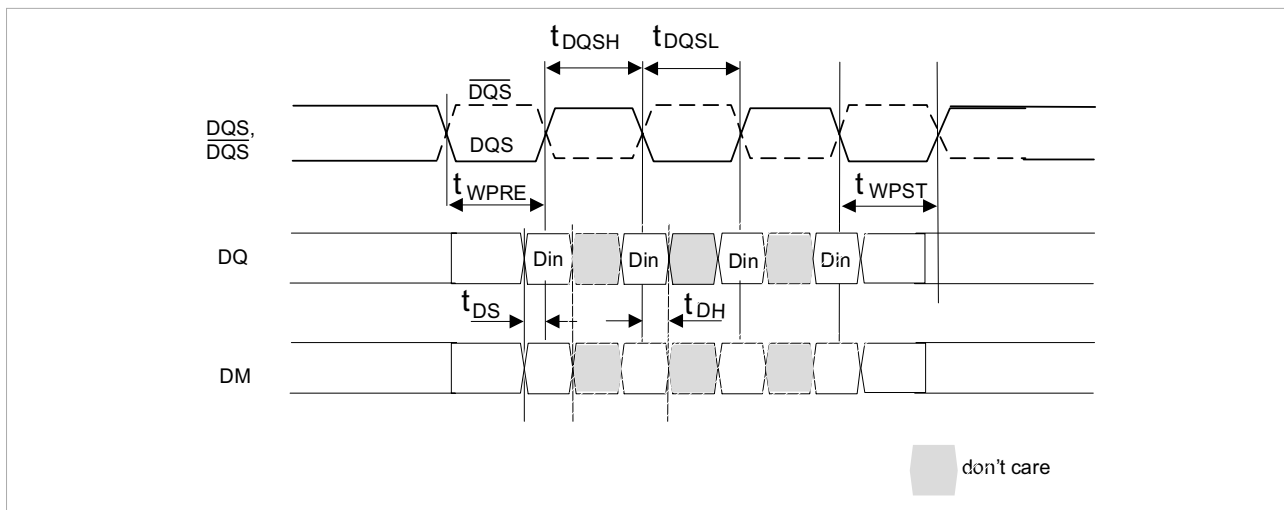 tDQSH tDQSL
DQS
DQS,
DQS
DQS
tWPRE
tWPST
DQ
Din Din Din Din
tDS
tDH
DM
don't care